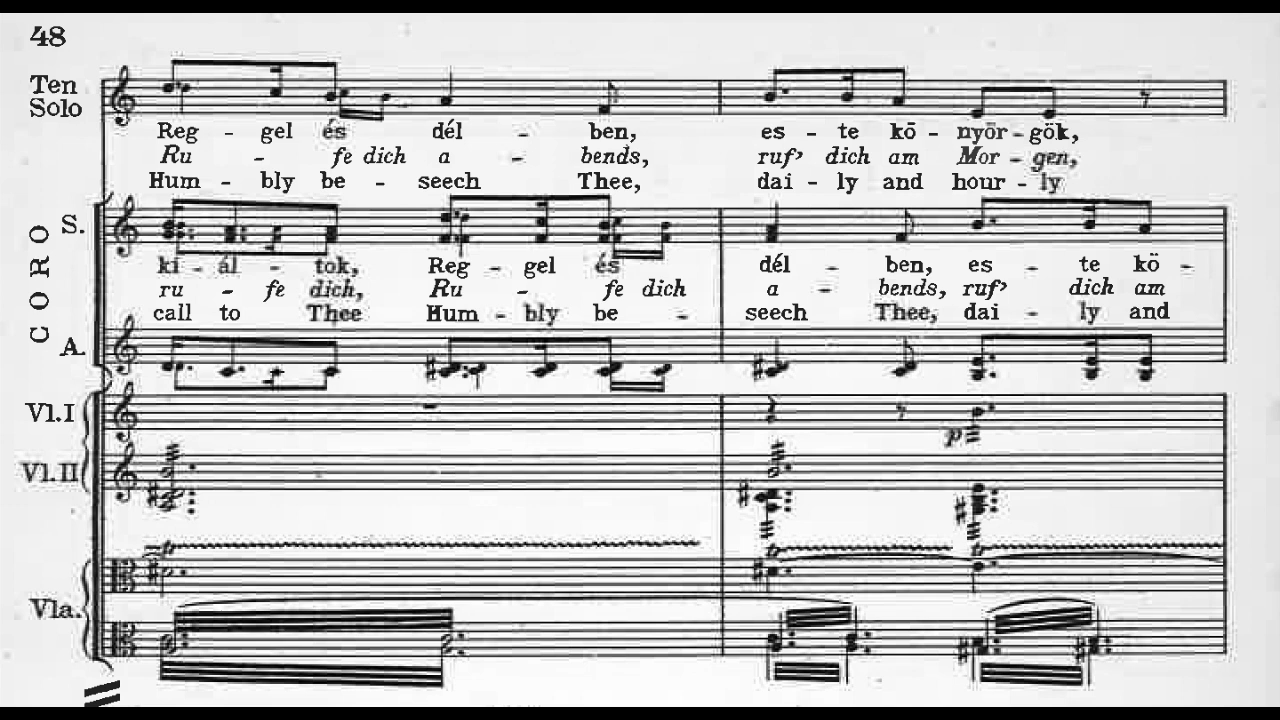 48
Ten Solo
Reg - gel és dél - ben, es - te kö - nyör - gök,
Ru - fe dich a - bends, ruf' dich am Mor - gen,
Hum - bly be - seech Thee, dai - ly and hour - ly
CORO
S.
ki - ál - tok, Reg - gel és dél - ben, es - te kö -
ru - fe dich, Ru - fe dich a - bends, ruf' dich am
call to Thee Hum - bly be - seech Thee, dai - ly and
A.
Vl. I
p
Vl. II
Vla.